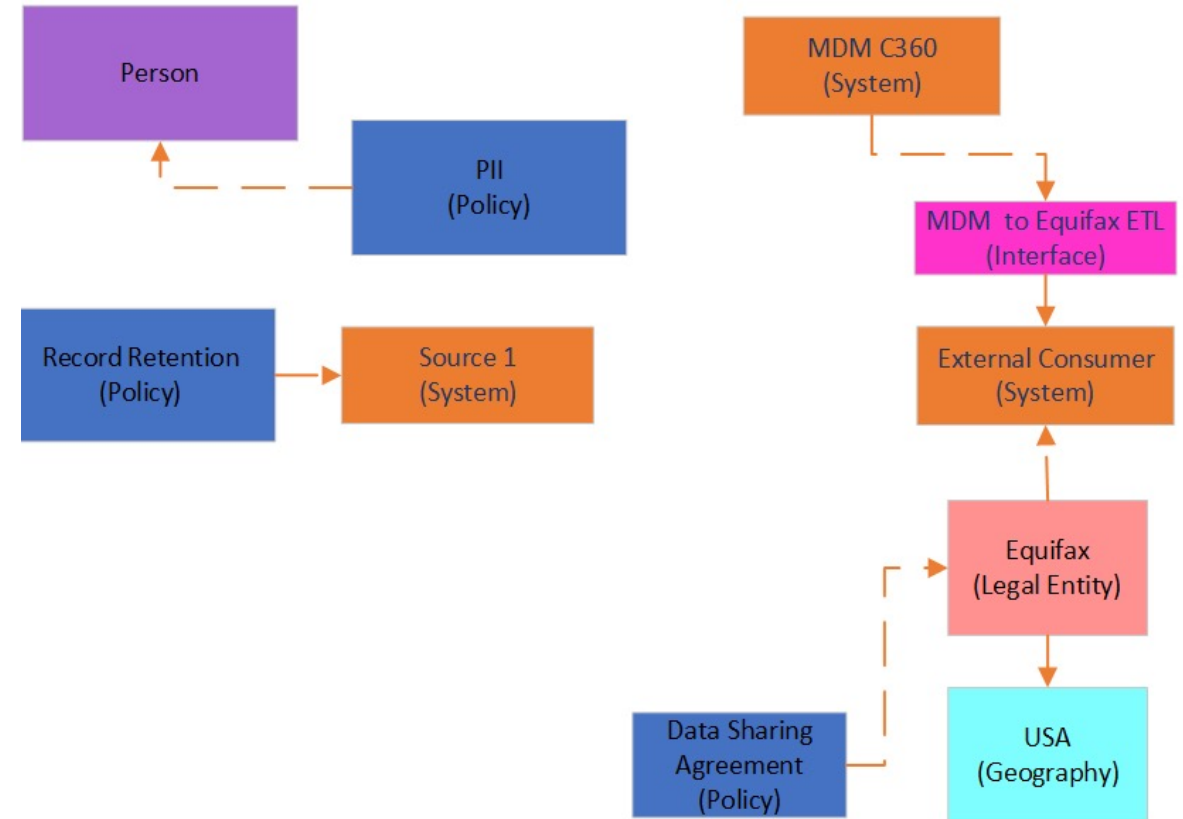 Person
PII
(Policy)
Record Retention
(Policy)
Source 1
(System)
MDM C360
(System)
MDM  to Equifax ETL
(Interface)
External Consumer
(System)
Equifax
(Legal Entity)
Data Sharing
Agreement
(Policy)
USA
(Geography)